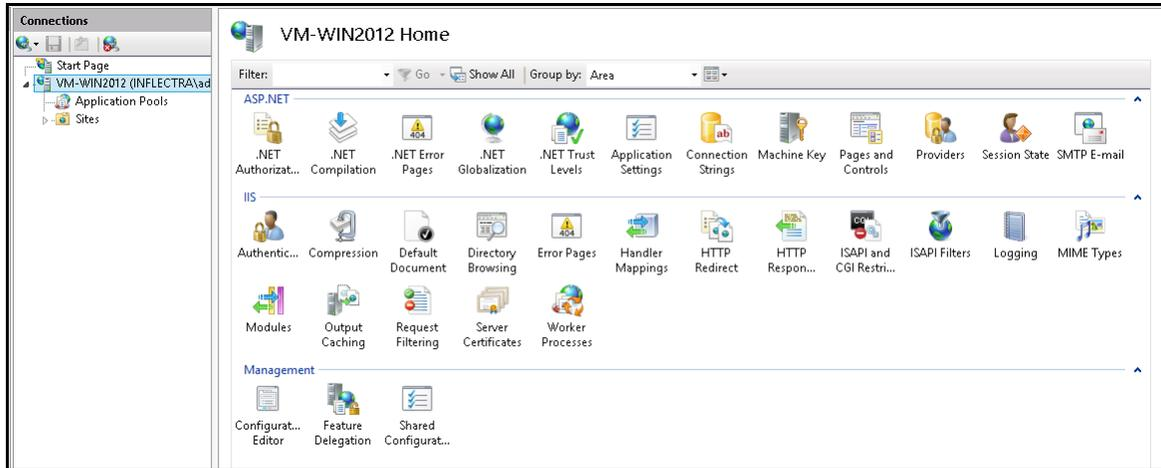 Connections
Start Page
VM-WIN2012 (INFLECTRA\ad
Application Pools
Sites
VM-WIN2012 Home
Filter: Go Show All Group by: Area
ASP.NET
.NET Authorizat...
.NET Compilation
.NET Error Pages
.NET Globalization
.NET Trust Levels
Application Settings
Connection Strings
Machine Key
Pages and Controls
Providers
Session State
SMTP E-mail
IIS
Authentic...
Compression
Default Document
Directory Browsing
Error Pages
Handler Mappings
HTTP Redirect
HTTP Respon...
ISAPI and CGI Restri...
ISAPI Filters
Logging
MIME Types
Modules
Output Caching
Request Filtering
Server Certificates
Worker Processes
Management
Configurat... Editor
Feature Delegation
Shared Configurat...